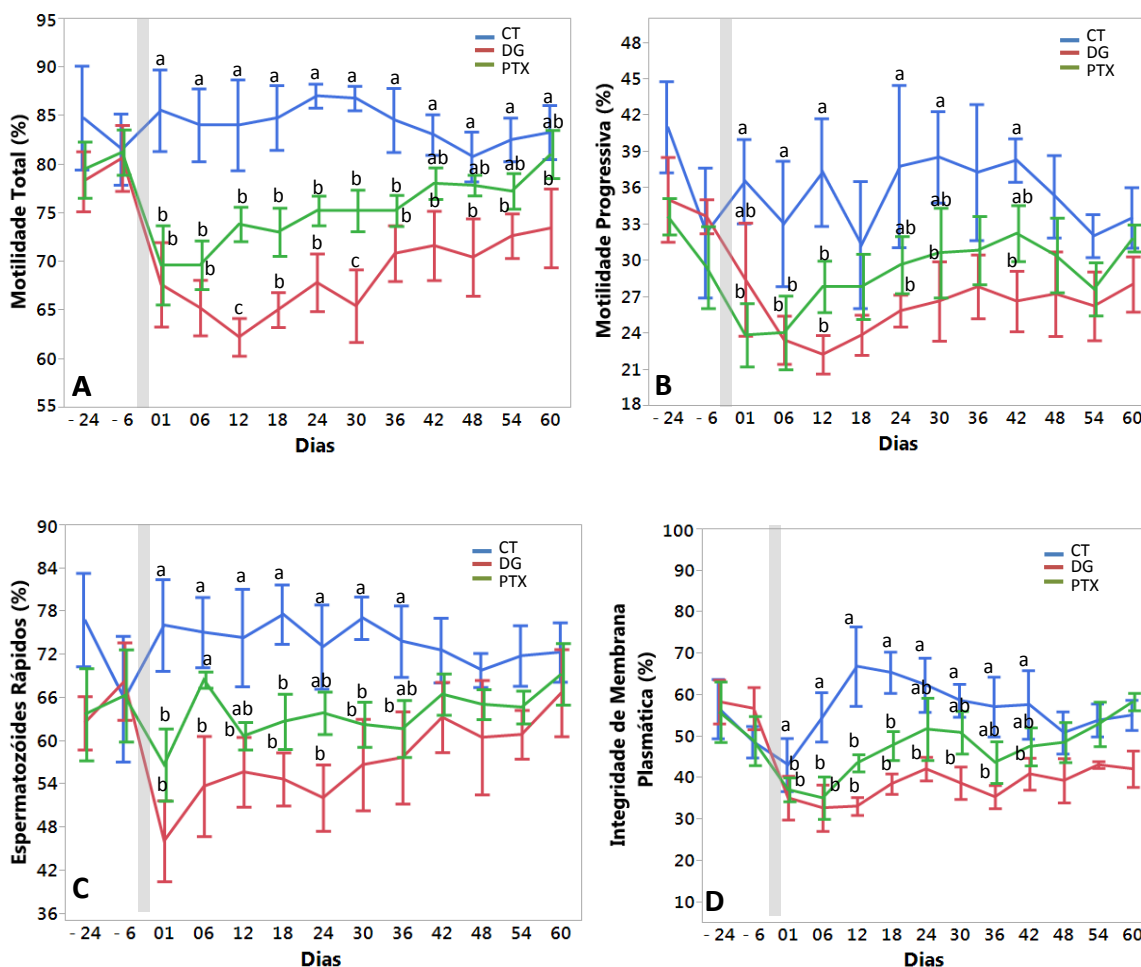 95
90
85
80
75
70
65
60
55
Motilidade Total (%)
CT
DG
PTX
a a a a a a a a a a a
b b b b b b b ab ab ab ab
b b c b b c b b b b b
A
- 24 - 6 01 06 12 18 24 30 36 42 48 54 60
Dias
48
45
42
39
36
33
30
27
24
21
18
Motilidade Progressiva (%)
CT
DG
PTX
a a a a a a
ab b b ab ab ab
b b b b b b
B
- 24 - 6 01 06 12 18 24 30 36 42 48 54 60
Dias
90
84
78
72
66
60
54
48
42
36
Espermatozóides Rápidos (%)
CT
DG
PTX
a a a a a a a
b a ab b ab b ab
b b b b b b b
C
- 24 - 6 01 06 12 18 24 30 36 42 48 54 60
Dias
100
90
80
70
60
50
40
30
20
10
Integridade de Membrana
Plasmática (%)
CT
DG
PTX
a a a a a a a a
b b b b ab ab ab ab
b b b b b b b b
D
- 24 - 6 01 06 12 18 24 30 36 42 48 54 60
Dias